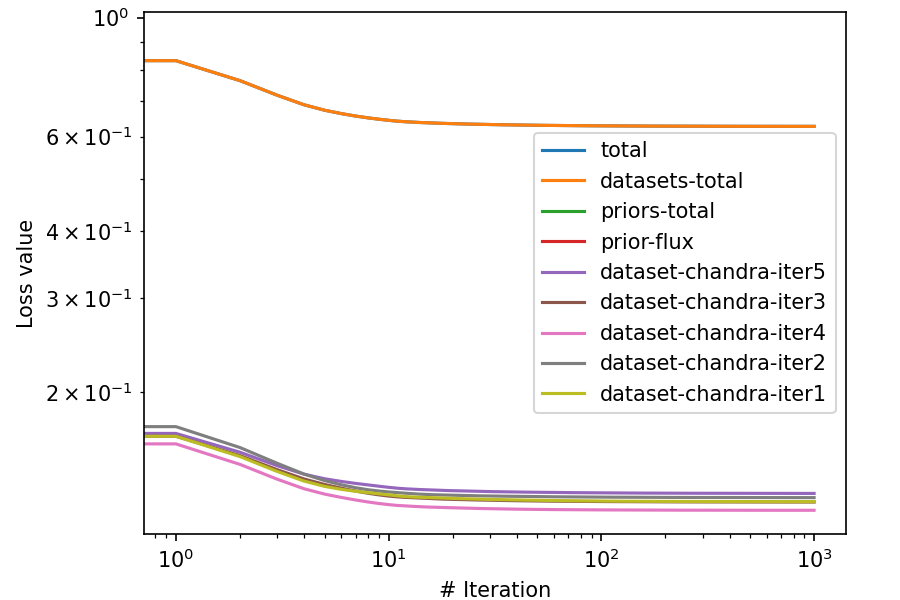 10⁰
6 × 10⁻¹
4 × 10⁻¹
3 × 10⁻¹
2 × 10⁻¹
Loss value
total
datasets-total
priors-total
prior-flux
dataset-chandra-iter5
dataset-chandra-iter3
dataset-chandra-iter4
dataset-chandra-iter2
dataset-chandra-iter1
10⁰
10¹
10²
10³
# Iteration